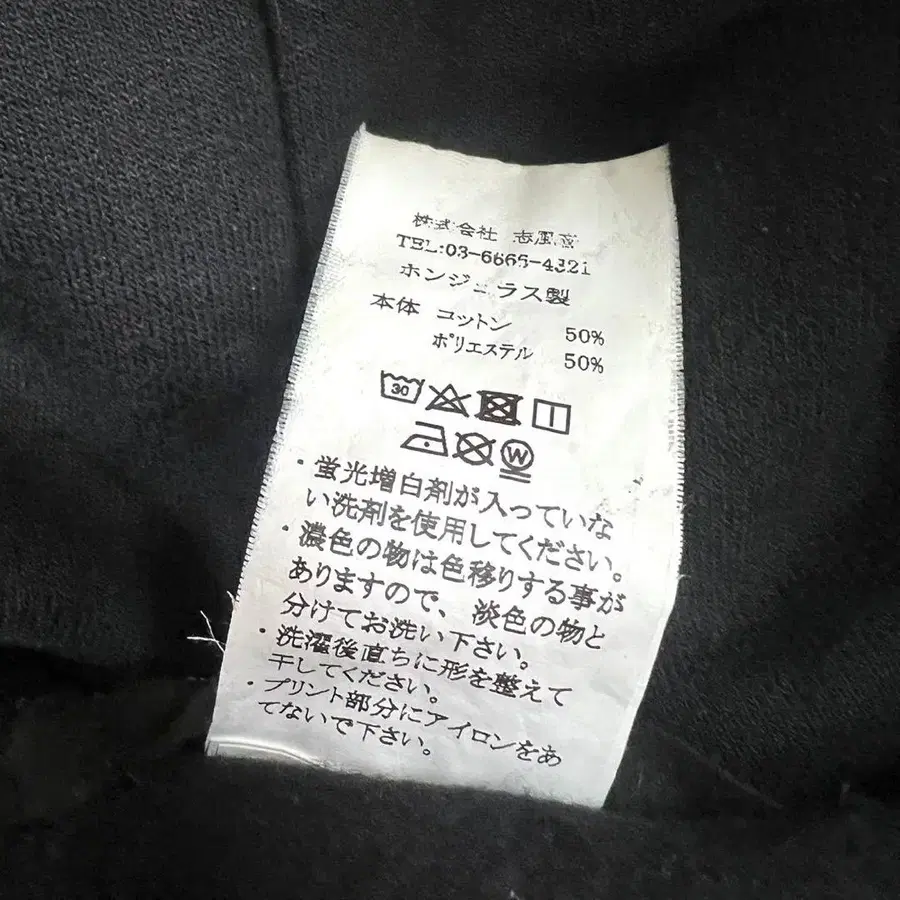 株式会社
TEL:03-6665-4321
ホンジュラス製
本体 コットン 50%
ポリエステル 50%
30
W
・蛍光増白剤が入っていな
い洗剤を使用してください。
・濃色の物は色移りする事が
ありますので、淡色の物と
分けてお洗い下さい。
・洗濯後直ちに形を整えて
干してください。
・プリント部分にアイロンをあ
てないで下さい。